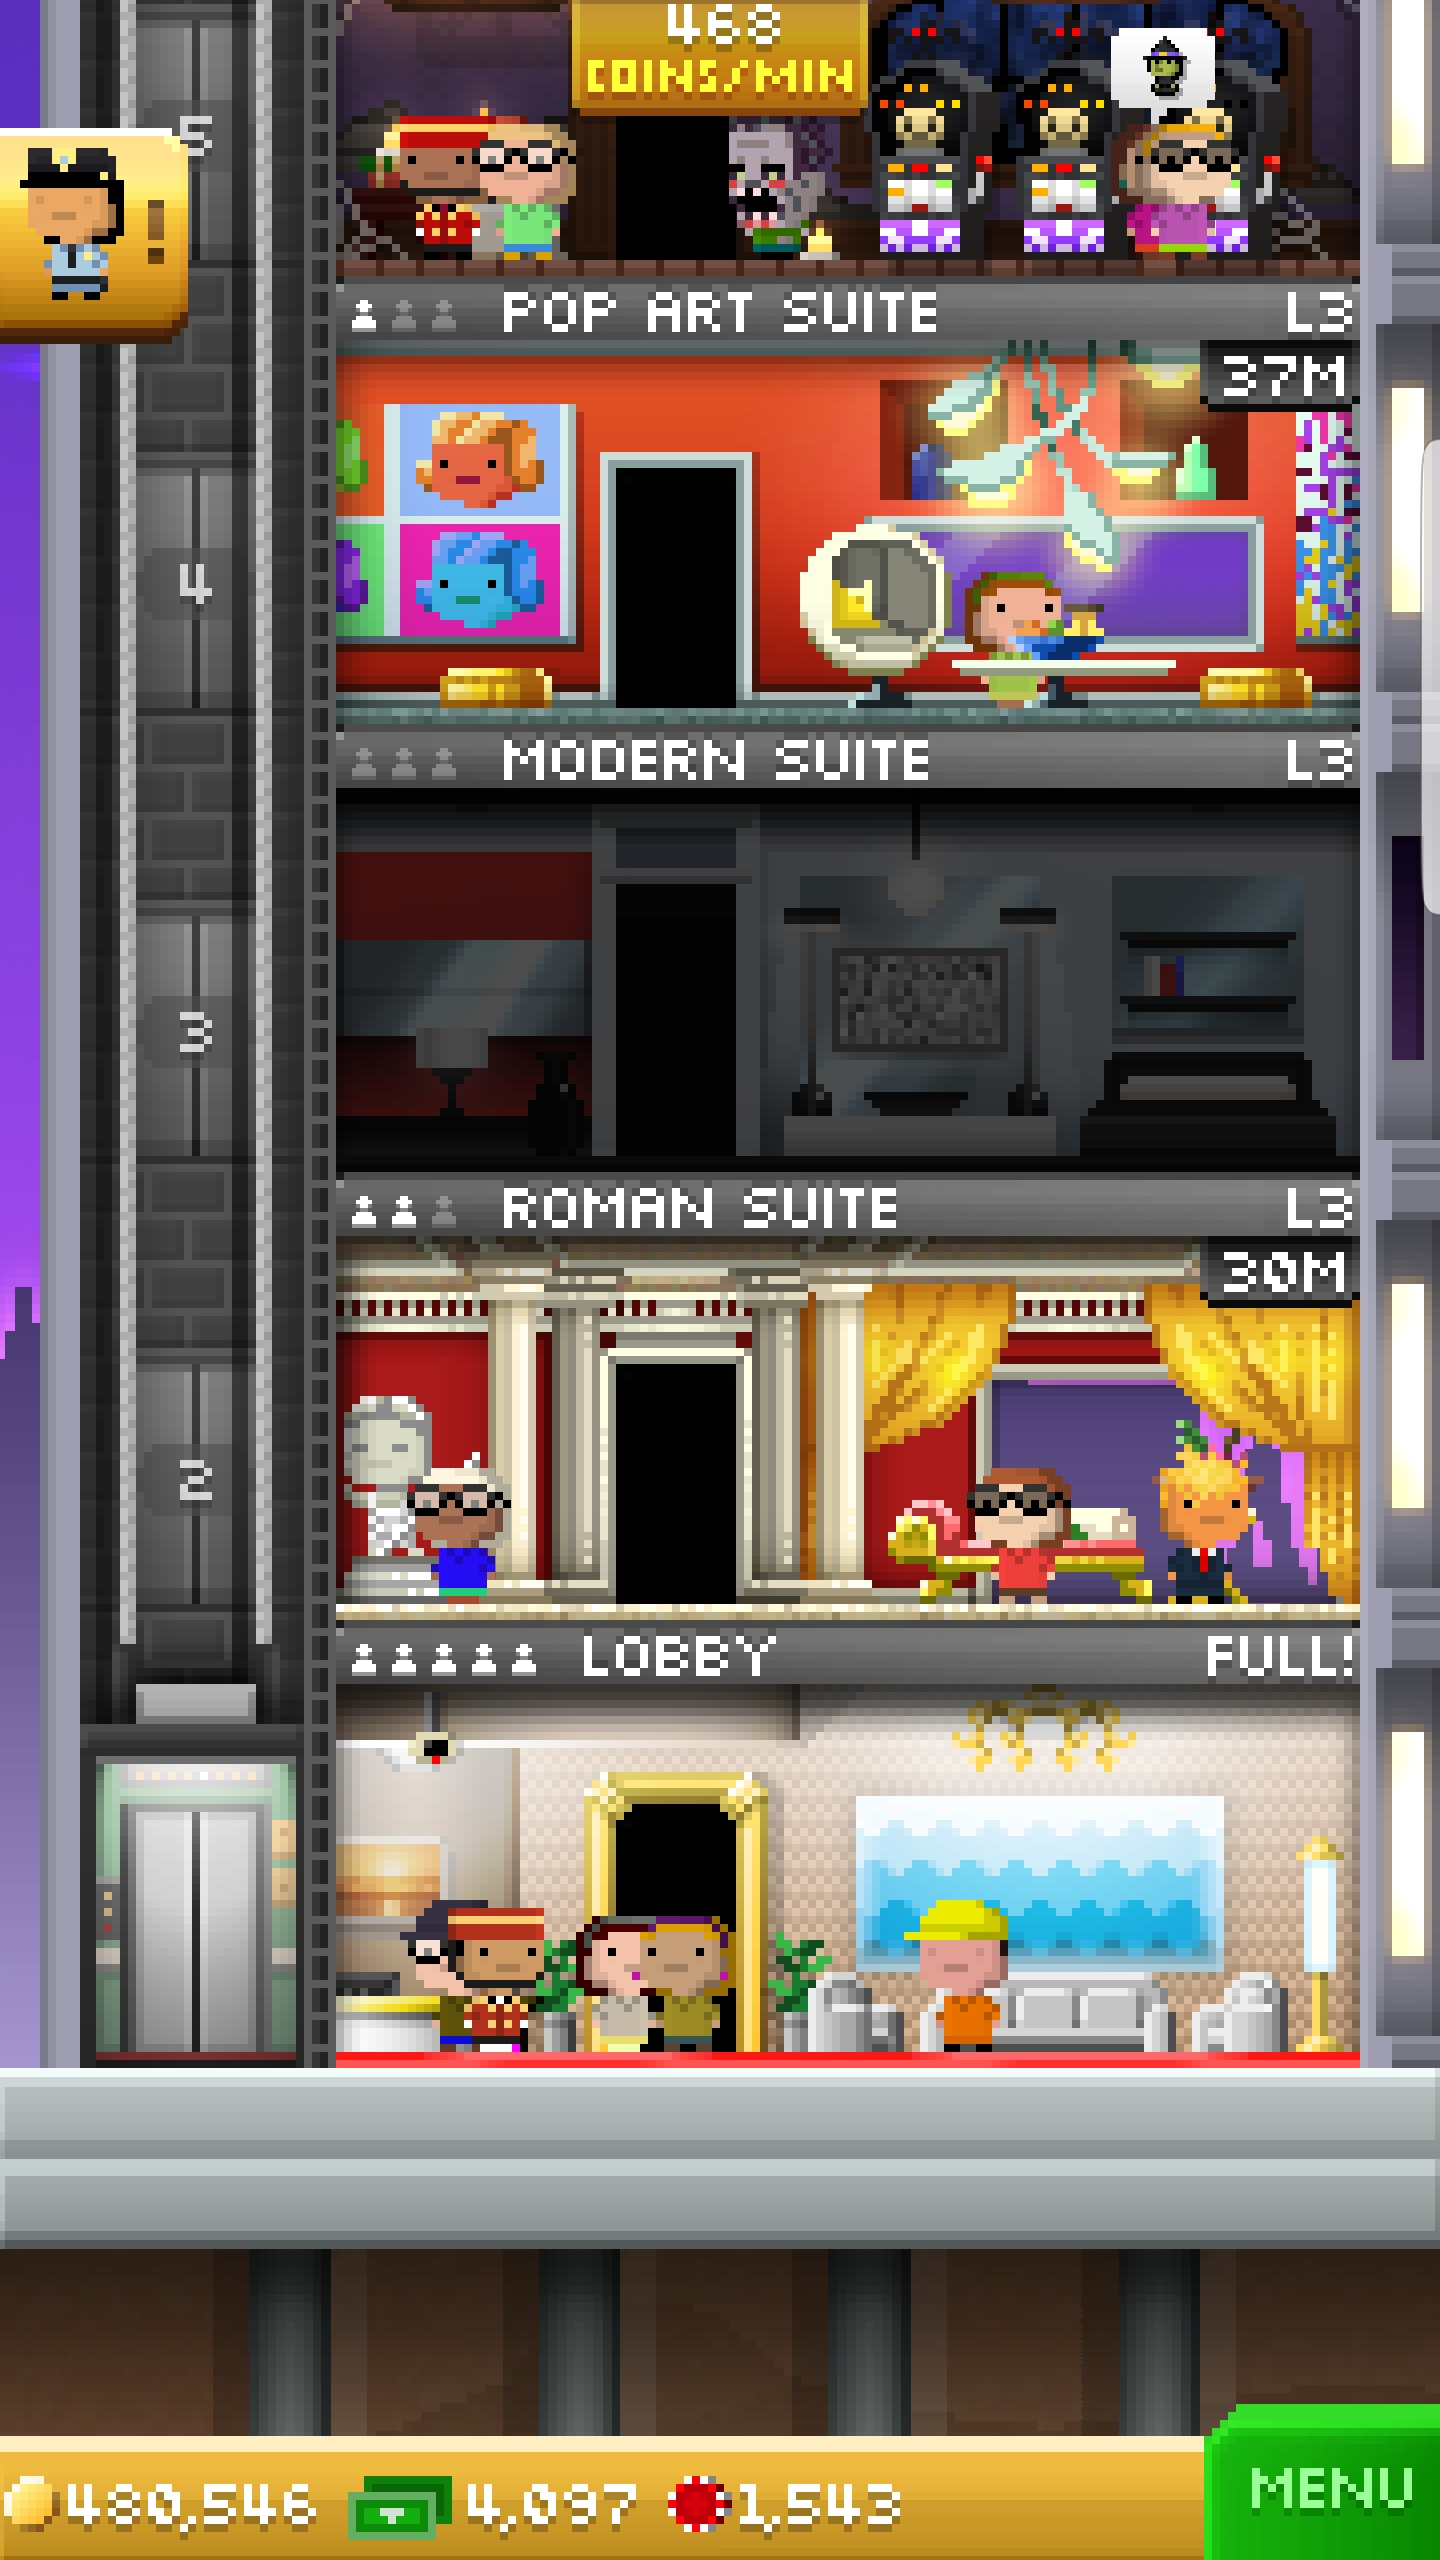 468
COINS/MIN
5
!
POP ART SUITE L3
37M
4
MODERN SUITE L3
3
ROMAN SUITE L3
30M
2
LOBBY FULL!
480,546 4,097 1,543
MENU